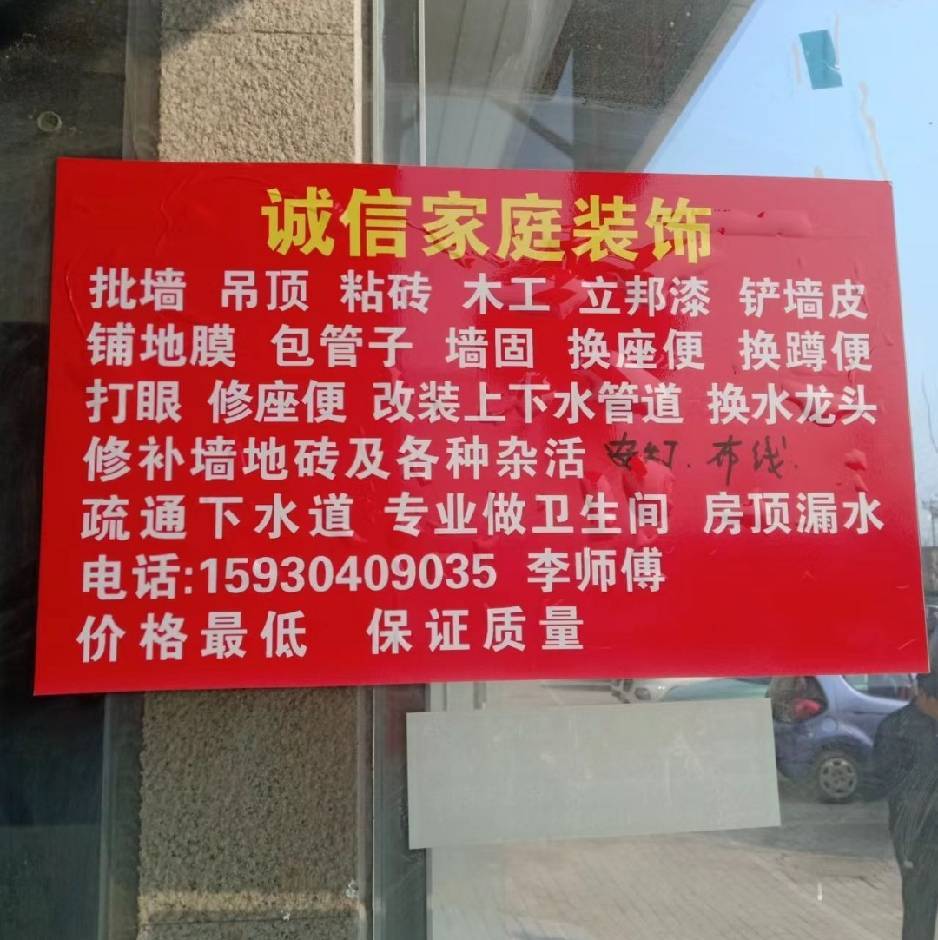 诚信家庭装饰
批墙 吊顶 粘砖 木工 立邦漆 铲墙皮
铺地膜 包管子 墙固 换座便 换蹲便
打眼 修座便 改装上下水管道 换水龙头
修补墙地砖及各种杂活 安灯. 布线.
疏通下水道 专业做卫生间 房顶漏水
电话:15930409035 李师傅
价格最低 保证质量